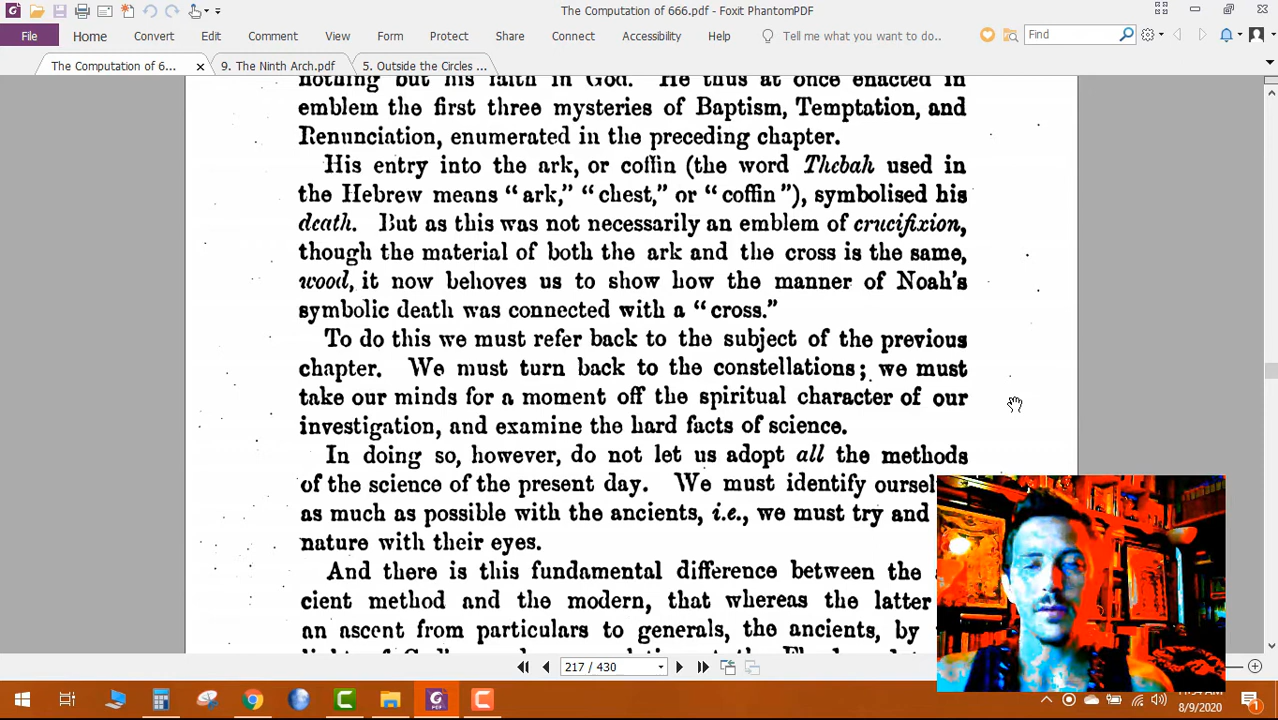 The Computation of 666.pdf - Foxit PhantomPDF
File Home Convert Edit Comment View Form Protect Share Connect Accessibility Help Tell me what you want to do.. Find
The Computation of 6... × 9. The Ninth Arch.pdf 5. Outside the Circles ...
nothing but his faith in God. He thus at once enacted in
emblem the first three mysteries of Baptism, Temptation, and
Renunciation, enumerated in the preceding chapter.
His entry into the ark, or coffin (the word Thebah used in
the Hebrew means “ark,” “chest,” or “coffin”), symbolised his
death. But as this was not necessarily an emblem of crucifixion,
though the material of both the ark and the cross is the same,
wood, it now behoves us to show how the manner of Noah's
symbolic death was connected with a “cross.”
To do this we must refer back to the subject of the previous
chapter. We must turn back to the constellations; we must
take our minds for a moment off the spiritual character of our
investigation, and examine the hard facts of science.
In doing so, however, do not let us adopt all the methods
of the science of the present day. We must identify oursel
as much as possible with the ancients, i.e., we must try and
nature with their eyes.
And there is this fundamental difference between the
cient method and the modern, that whereas the latter
an ascent from particulars to generals, the ancients, by
217 / 430
8/9/2020